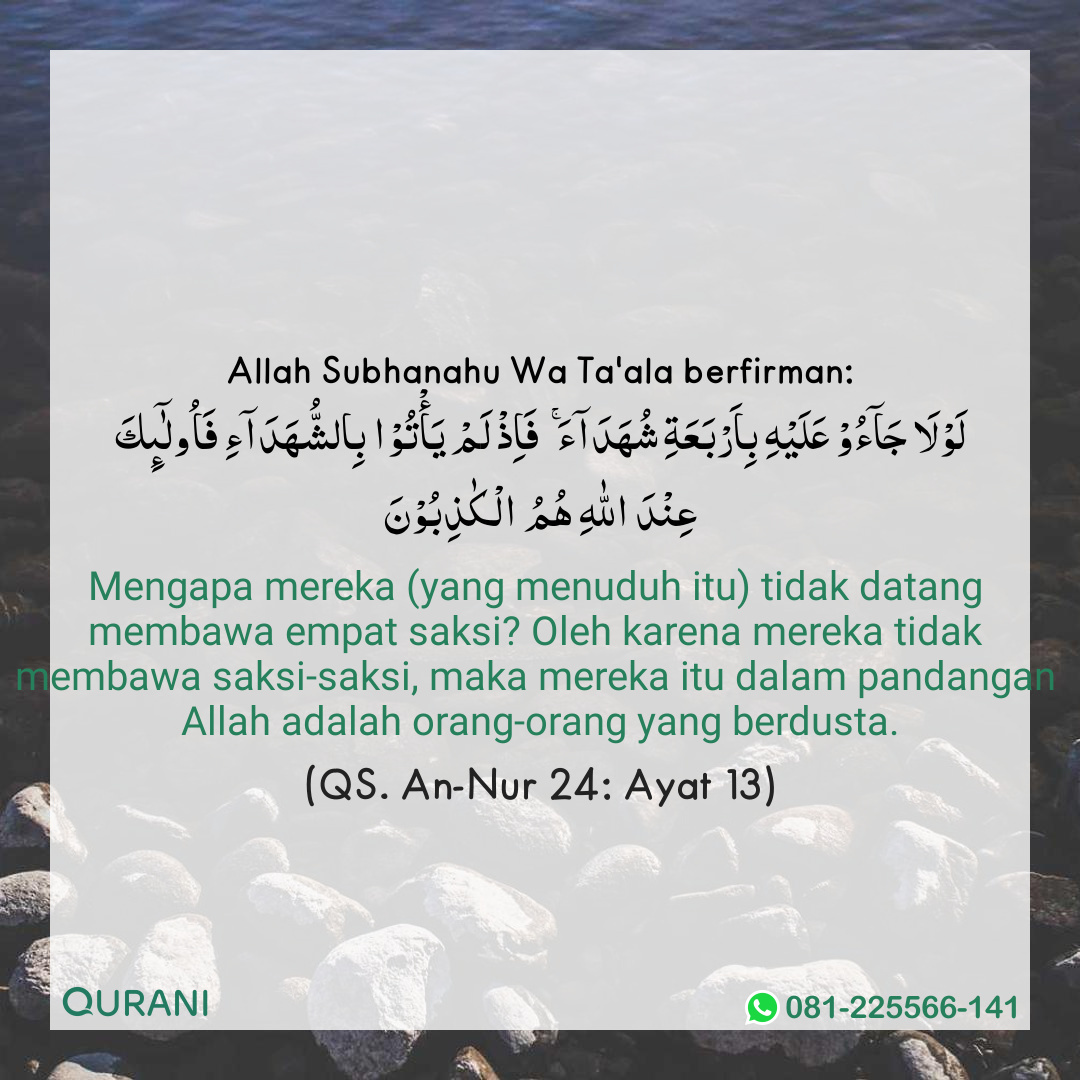 Allah Subhanahu Wa Ta'ala berfirman:
لَوْلَا جَآءُوْ عَلَيْهِ بِاَرْبَعَةِ شُهَدَآءَ ۚ فَاِذْ لَمْ يَأْتُوْا بِالشُّهَدَآءِ فَاُولٰٓئِكَ
عِنْدَ اللّٰهِ هُمُ الْكٰذِبُوْنَ
Mengapa mereka (yang menuduh itu) tidak datang
membawa empat saksi? Oleh karena mereka tidak
membawa saksi-saksi, maka mereka itu dalam pandangan
Allah adalah orang-orang yang berdusta.
(QS. An-Nur 24: Ayat 13)
QURANI
081-225566-141